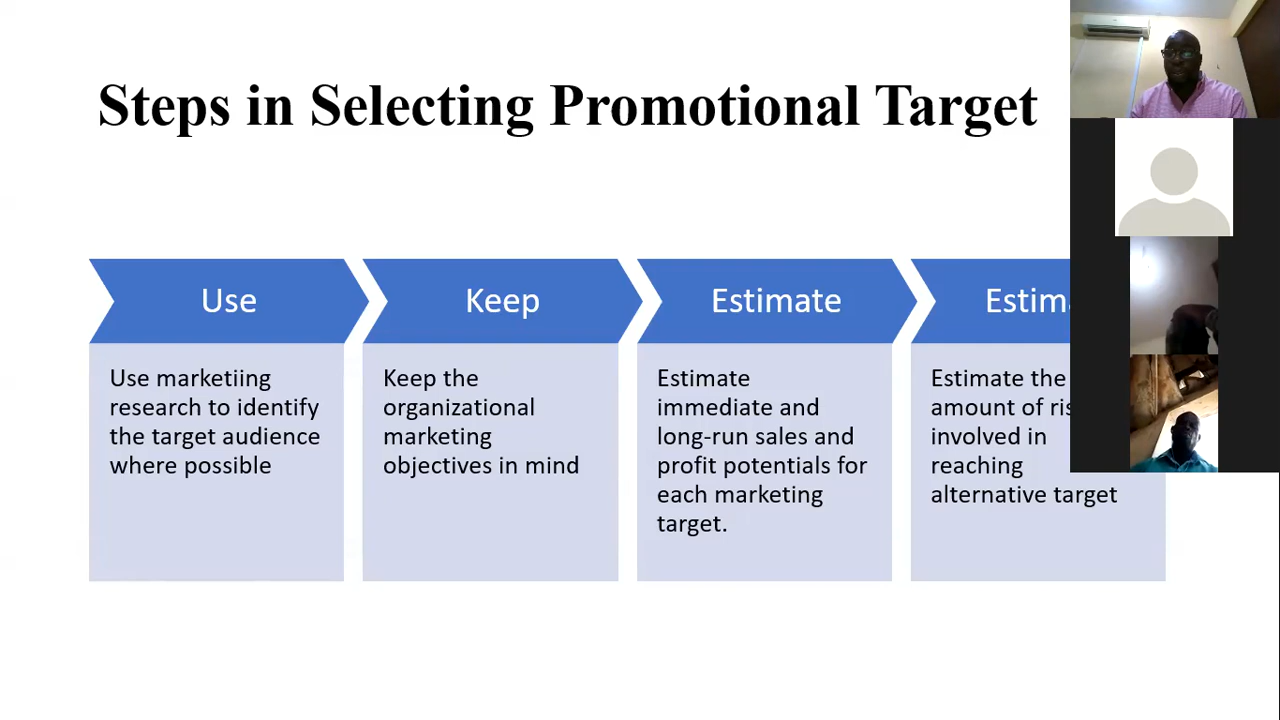 Steps in Selecting Promotional Target
Use
Keep
Estimate
Use marketiing
research to identify
the target audience
where possible
Keep the
organizational
marketing
objectives in mind
Estimate
immediate and
long-run sales and
profit potentials for
each marketing
target.
Estimate the
amount of
involved in
reaching
alternative target